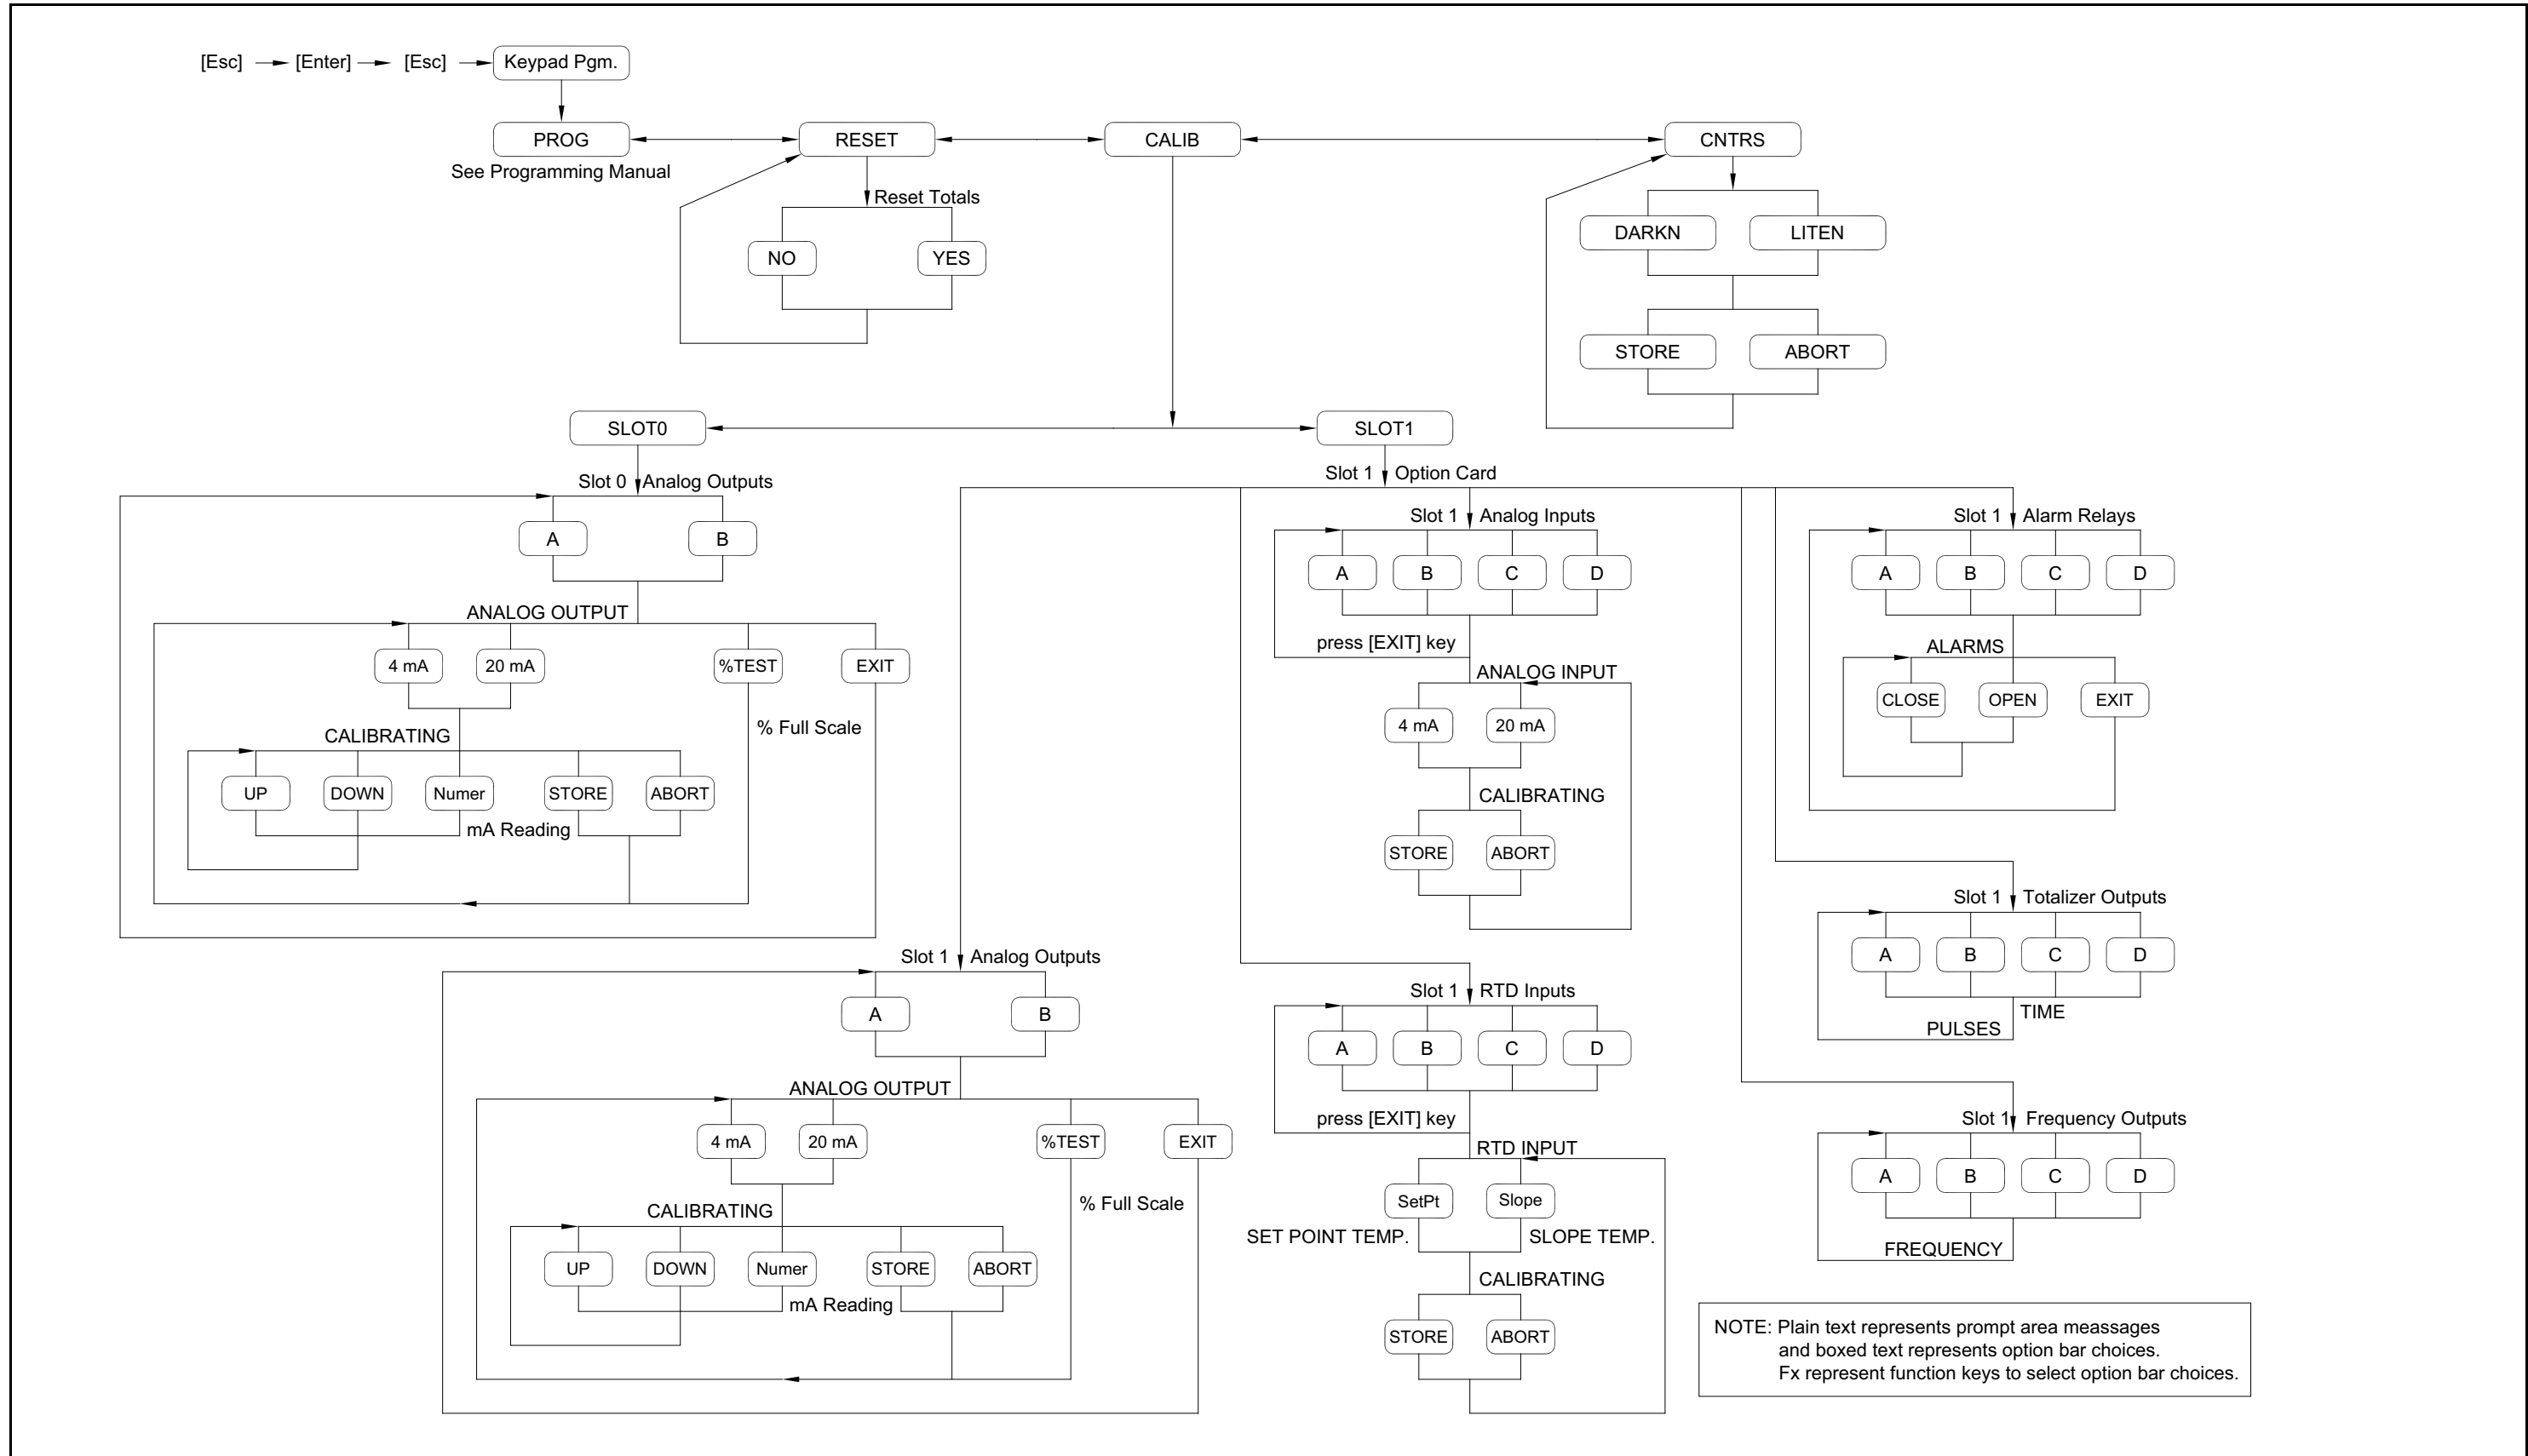 [Esc] [Enter] [Esc] Keypad Pgm.
PROG RESET CALIB CNTRS
See Programming Manual
Reset Totals
NO YES
DARKN LITEN
STORE ABORT
SLOT0 SLOT1
Slot 0 Analog Outputs
A B
ANALOG OUTPUT
4 mA 20 mA %TEST EXIT
% Full Scale
CALIBRATING
UP DOWN Numer STORE ABORT
mA Reading
Slot 1 Option Card
Slot 1 Analog Outputs
A B
ANALOG OUTPUT
4 mA 20 mA %TEST EXIT
% Full Scale
CALIBRATING
UP DOWN Numer STORE ABORT
mA Reading
Slot 1 Analog Inputs
A B C D
press [EXIT] key
ANALOG INPUT
4 mA 20 mA
CALIBRATING
STORE ABORT
Slot 1 RTD Inputs
A B C D
press [EXIT] key
RTD INPUT
SetPt Slope
SET POINT TEMP. SLOPE TEMP.
CALIBRATING
STORE ABORT
Slot 1 Alarm Relays
A B C D
ALARMS
CLOSE OPEN EXIT
Slot 1 Totalizer Outputs
A B C D
TIME
PULSES
Slot 1 Frequency Outputs
A B C D
FREQUENCY
NOTE: Plain text represents prompt area meassages
and boxed text represents option bar choices.
Fx represent function keys to select option bar choices.